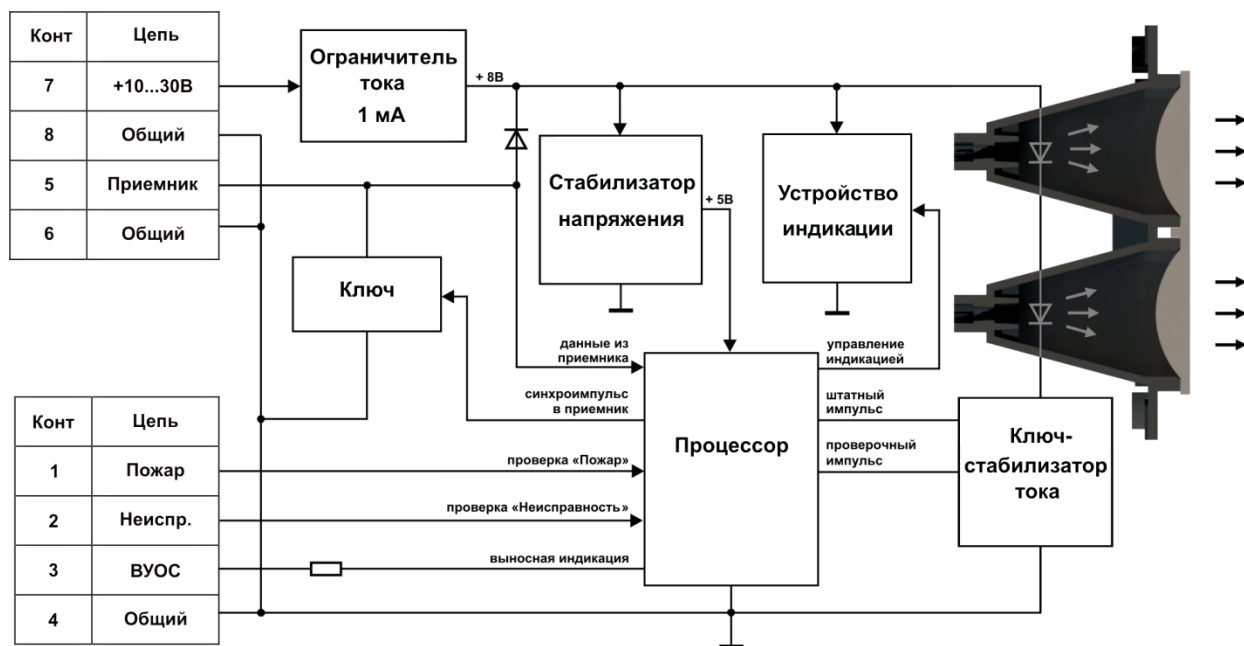 Конт Цепь
7 +10...30В
8 Общий
5 Приемник
6 Общий
Ограничитель
тока
1 мА
+ 8В
Стабилизатор
напряжения
+ 5В
Устройство
индикации
Ключ
данные из
приемника
синхроимпульс
в приемник
управление
индикацией
штатный
импульс
проверочный
импульс
Процессор
Ключ-
стабилизатор
тока
Конт Цепь
1 Пожар
2 Неиспр.
3 ВУОС
4 Общий
проверка «Пожар»
проверка «Неисправность»
выносная индикация